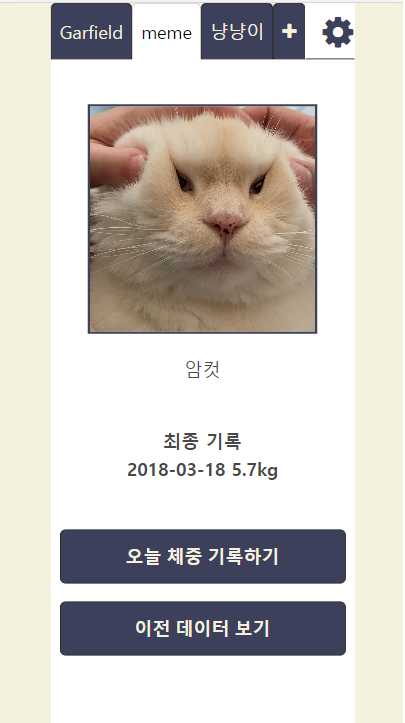 Garfield meme 냥냥이 +
암컷
최종 기록
2018-03-18 5.7kg
오늘 체중 기록하기
이전 데이터 보기